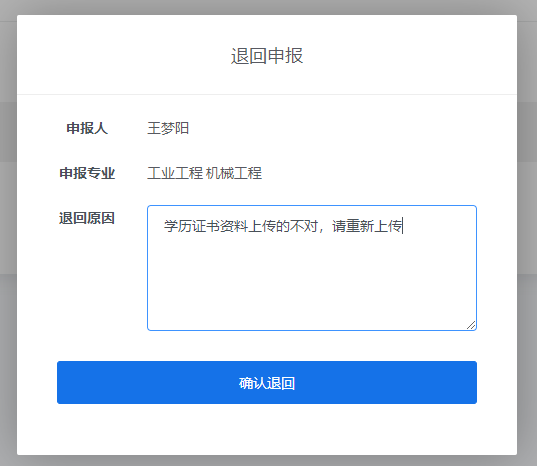 退回申报
申报人 王梦阳
申报专业 工业工程 机械工程
退回原因 学历证书资料上传的不对，请重新上传
确认退回